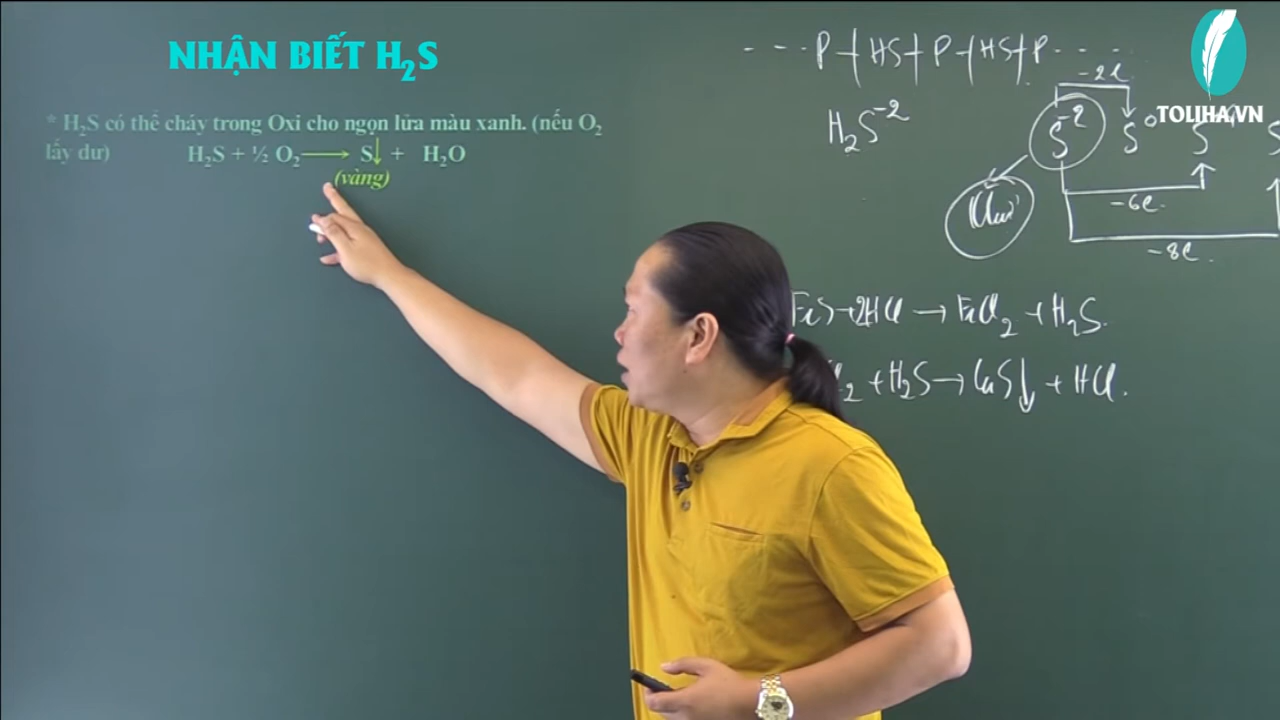 NHẬN BIẾT H₂S
* H₂S có thể cháy trong Oxi cho ngọn lửa màu xanh. (nếu O₂
lấy dư) H₂S + ½ O₂ ⟶ S↓ + H₂O
(vàng)
TOLIHA.VN
- - - · P + HS + P + HS + P - - - ·
-2e
H₂S⁻²
S⁻² S⁰ S
-6e
-8e.
FeS + 2HCl → FeCl₂ + H₂S.
₂ + H₂S → CuS↓ + HCl.